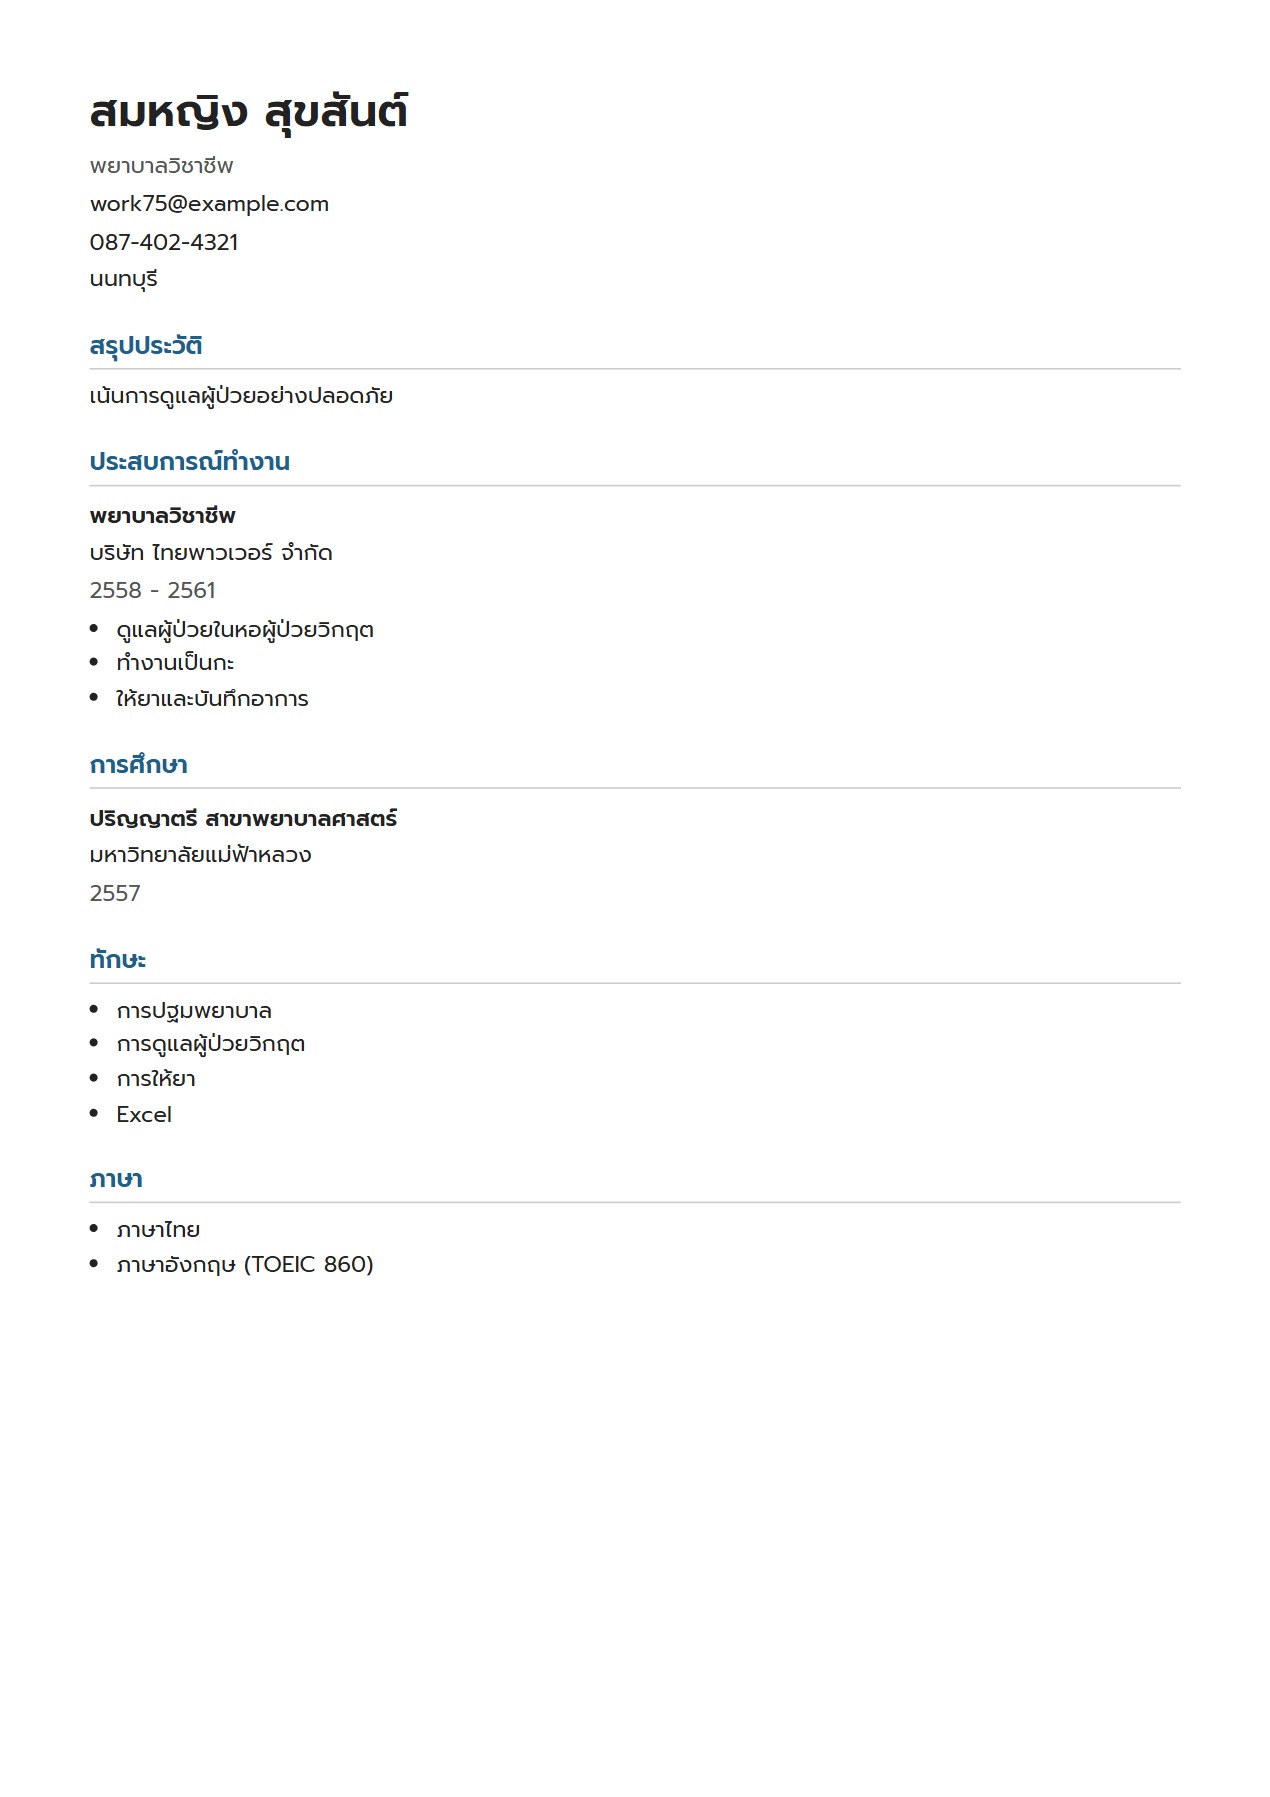 สมหญิง สุขสันต์
พยาบาลวิชาชีพ
work75@example.com
087-402-4321
นนทบุรี
สรุปประวัติ
เน้นการดูแลผู้ป่วยอย่างปลอดภัย
ประสบการณ์ทำงาน
พยาบาลวิชาชีพ
บริษัท ไทยพาวเวอร์ จำกัด
2558 - 2561
• ดูแลผู้ป่วยในหอผู้ป่วยวิกฤต
• ทำงานเป็นกะ
• ให้ยาและบันทึกอาการ
การศึกษา
ปริญญาตรี สาขาพยาบาลศาสตร์
มหาวิทยาลัยแม่ฟ้าหลวง
2557
ทักษะ
• การปฐมพยาบาล
• การดูแลผู้ป่วยวิกฤต
• การให้ยา
• Excel
ภาษา
• ภาษาไทย
• ภาษาอังกฤษ (TOEIC 860)